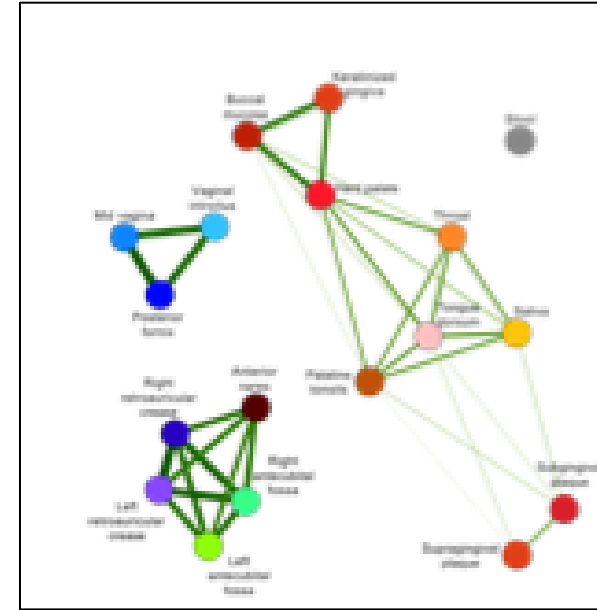 Keratinized
gingiva
Buccal
mucosa
Stool
Hard palate
Vaginal
introitus
Mid vagina
Throat
Posterior
fornix
Tongue
dorsum
Saliva
Palatine
tonsils
Anterior
nares
Right
retroauricular
crease
Right
antecubital
fossa
Subgingival
plaque
Left
retroauricular
crease
Supragingival
plaque
Left
antecubital
fossa